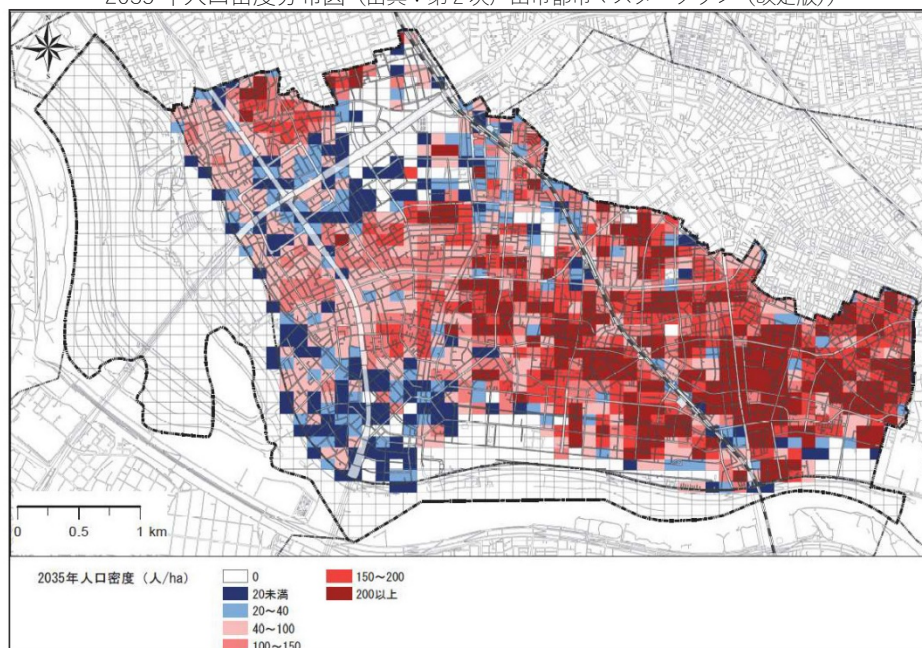 2035年人口密度分布図（出典：第2次戸田市都市マスタープラン（改定版））
N
E
S
W
0 0.5 1 km
2035年人口密度（人/ha）
0
20未満
20～40
40～100
100～150
150～200
200以上